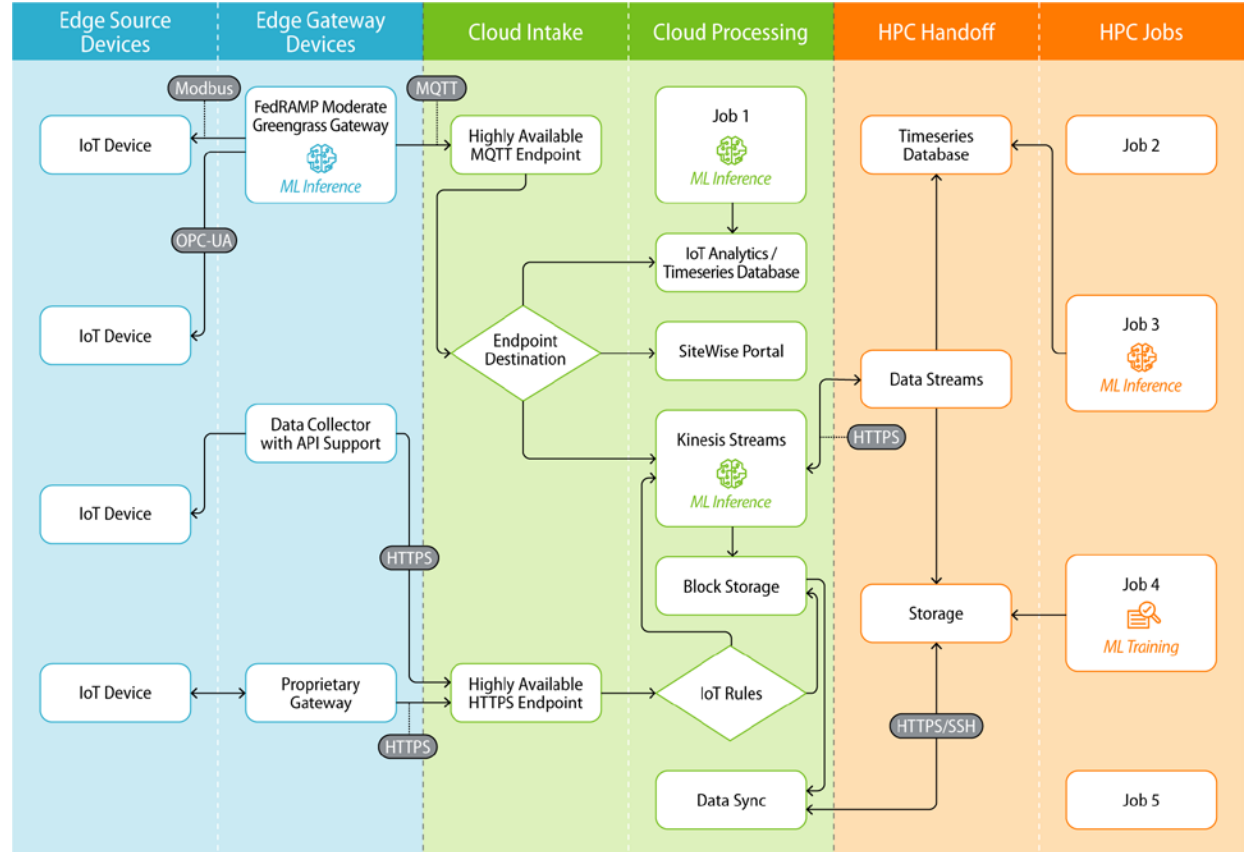 Edge Source
Devices
Edge Gateway
Devices
Cloud Intake
Cloud Processing
HPC Handoff
HPC Jobs
Modbus
MQTT
FedRAMP Moderate
Greengrass Gateway
ML Inference
IoT Device
Highly Available
MQTT Endpoint
Job 1
ML Inference
Timeseries
Database
Job 2
OPC-UA
IoT Analytics /
Timeseries Database
IoT Device
Endpoint
Destination
SiteWise Portal
Data Streams
Job 3
ML Inference
Data Collector
with API Support
Kinesis Streams
ML Inference
HTTPS
IoT Device
HTTPS
Block Storage
Storage
Job 4
ML Training
IoT Device
Proprietary
Gateway
Highly Available
HTTPS Endpoint
IoT Rules
HTTPS/SSH
HTTPS
Data Sync
Job 5